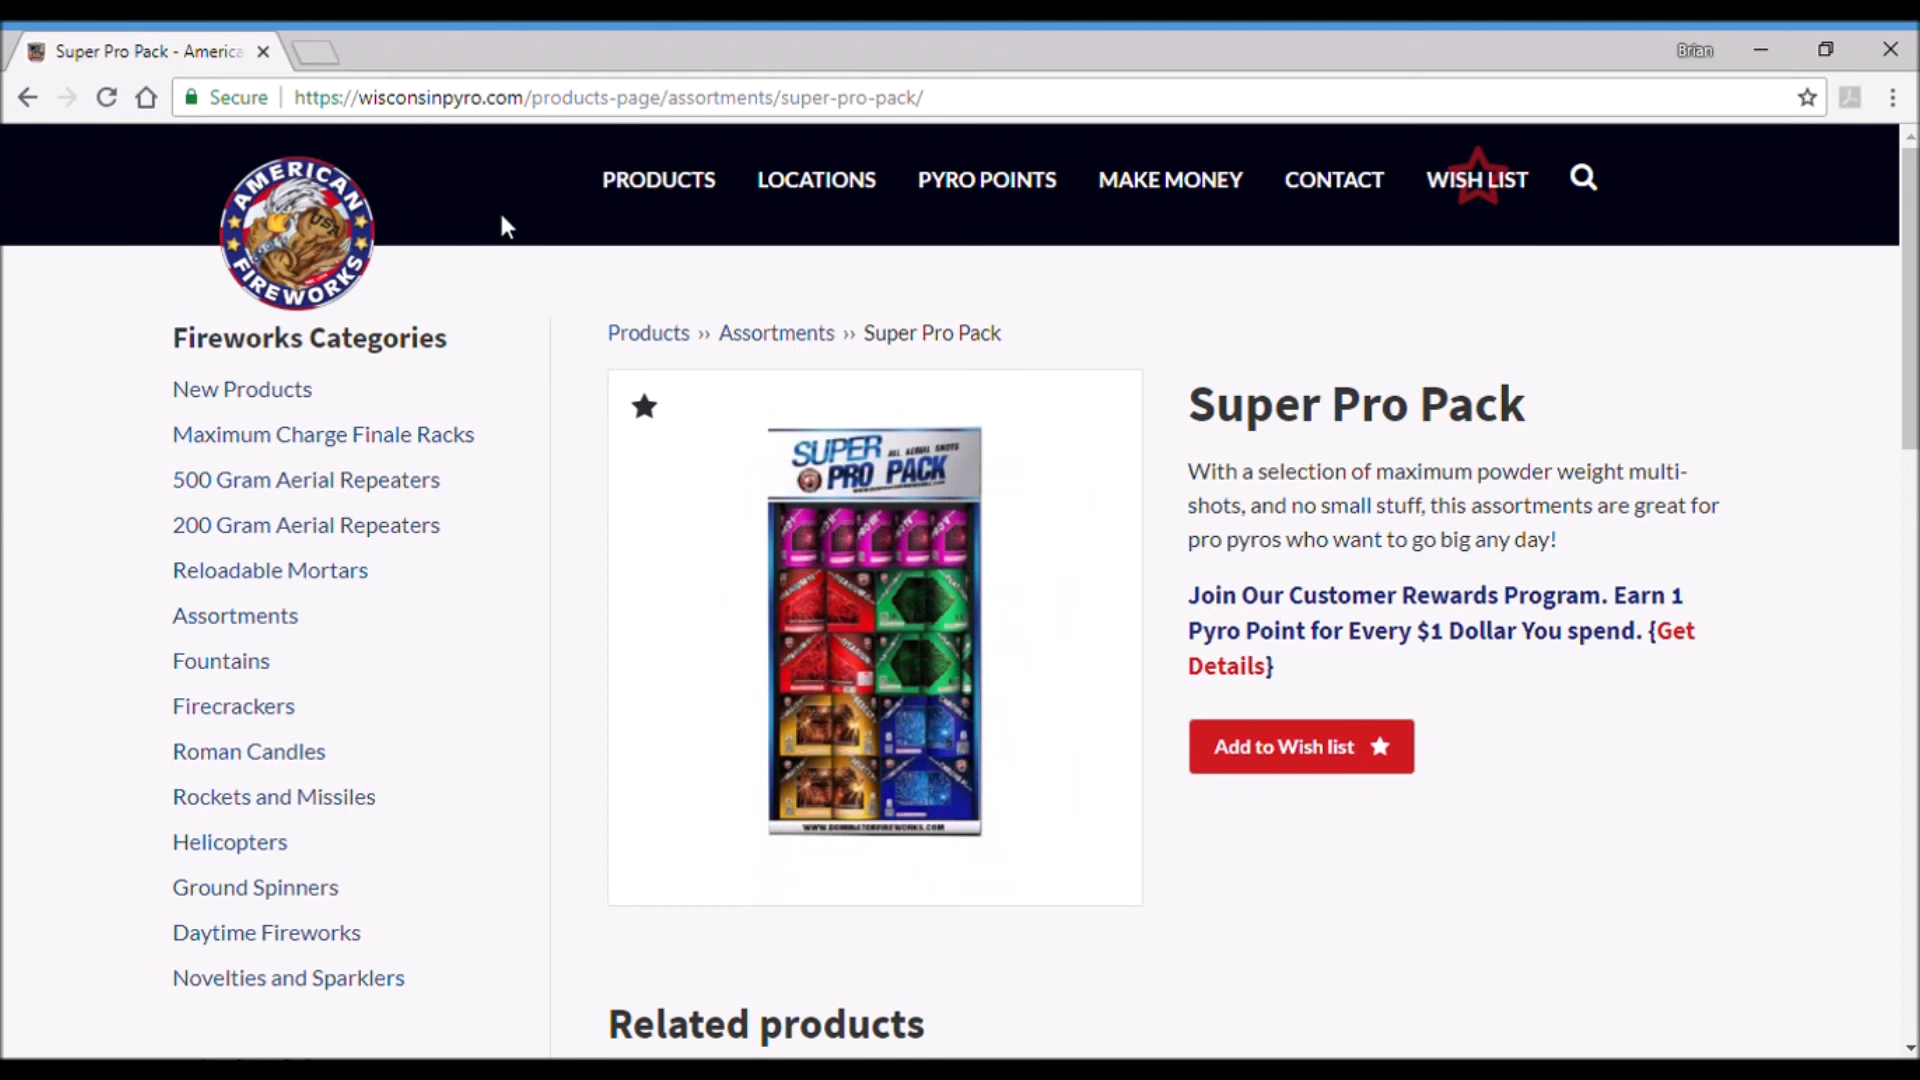 Super Pro Pack - America
Brian
Secure
https://wisconsinpyro.com/products-page/assortments/super-pro-pack/
AMERICAN
USA
FIREWORKS
PRODUCTS
LOCATIONS
PYRO POINTS
MAKE MONEY
CONTACT
WISH LIST
Fireworks Categories
New Products
Maximum Charge Finale Racks
500 Gram Aerial Repeaters
200 Gram Aerial Repeaters
Reloadable Mortars
Assortments
Fountains
Firecrackers
Roman Candles
Rockets and Missiles
Helicopters
Ground Spinners
Daytime Fireworks
Novelties and Sparklers
Products ›› Assortments ›› Super Pro Pack
SUPER ALL AERIAL SHOTS
PRO PACK
WWW.DOMINATORFIREWORKS.COM
Super Pro Pack
With a selection of maximum powder weight multi-
shots, and no small stuff, this assortments are great for
pro pyros who want to go big any day!
Join Our Customer Rewards Program. Earn 1
Pyro Point for Every $1 Dollar You spend. {Get
Details}
Add to Wish list
Related products